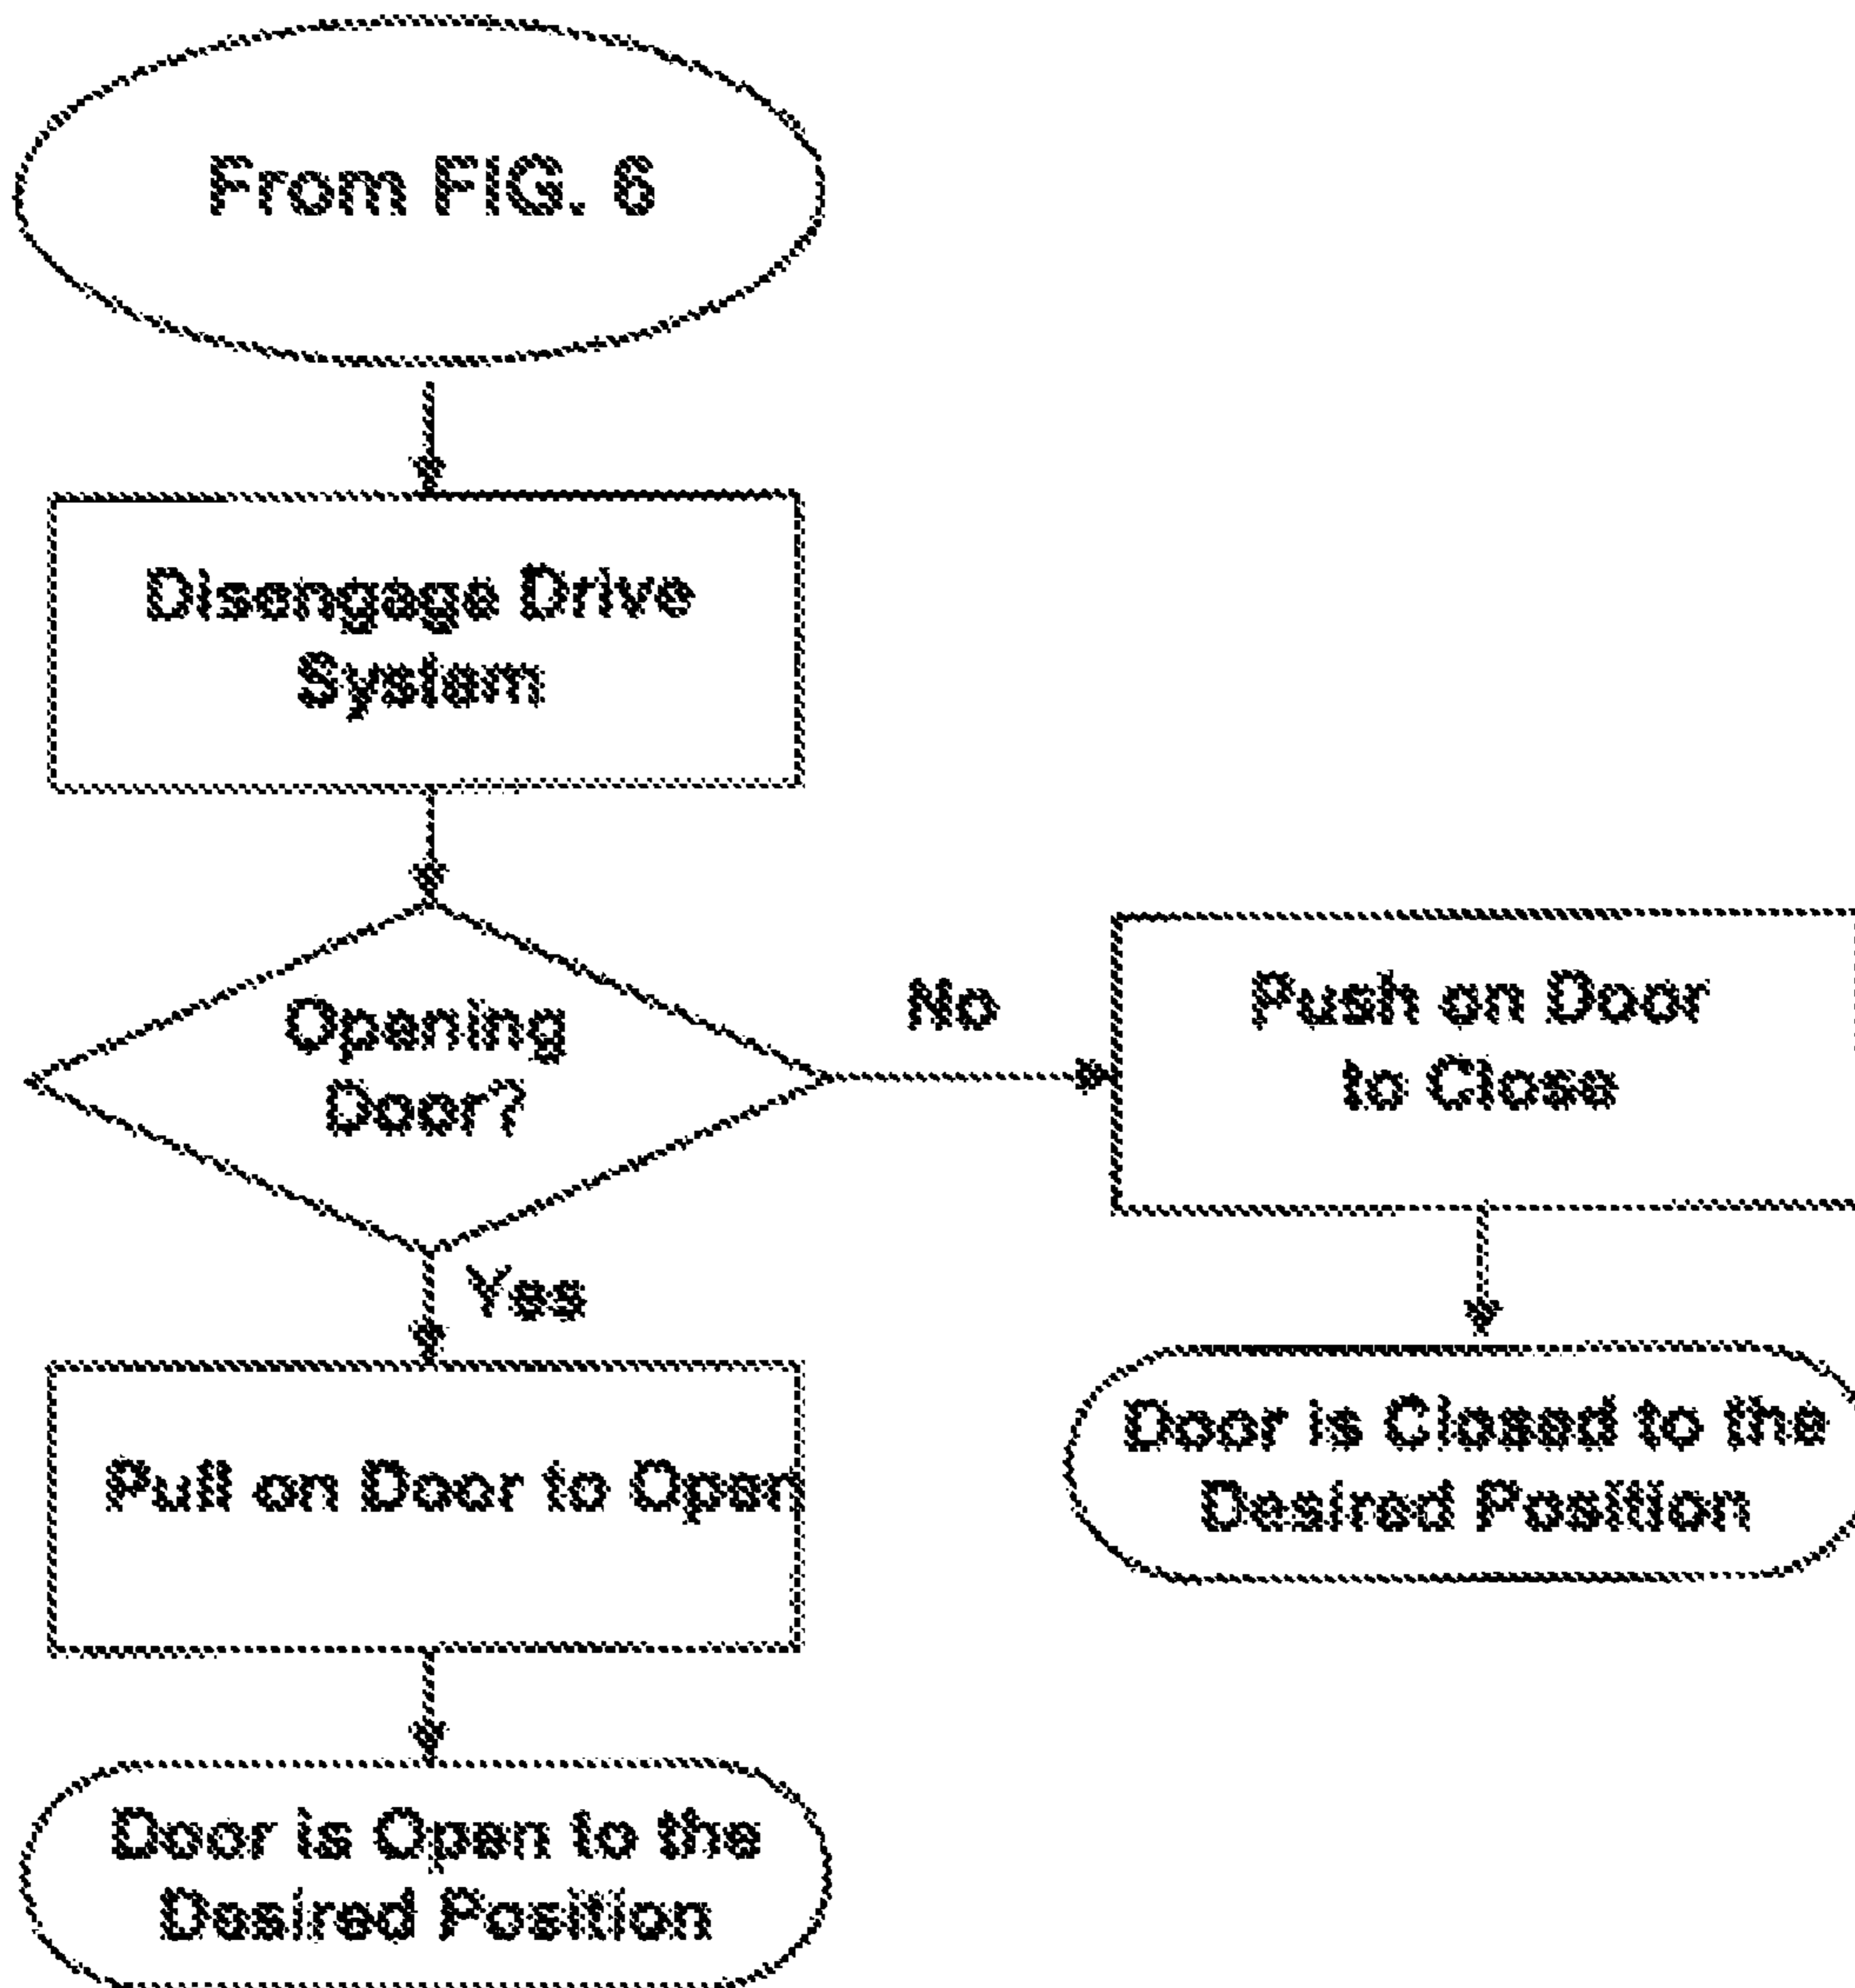 From FIG. 6
Disengage Drive
System
Opening
Door?
No
Push on Door
to Close
Yes
Pull on Door to Open
Door is Closed to the
Desired Position
Door is Open to the
Desired Position